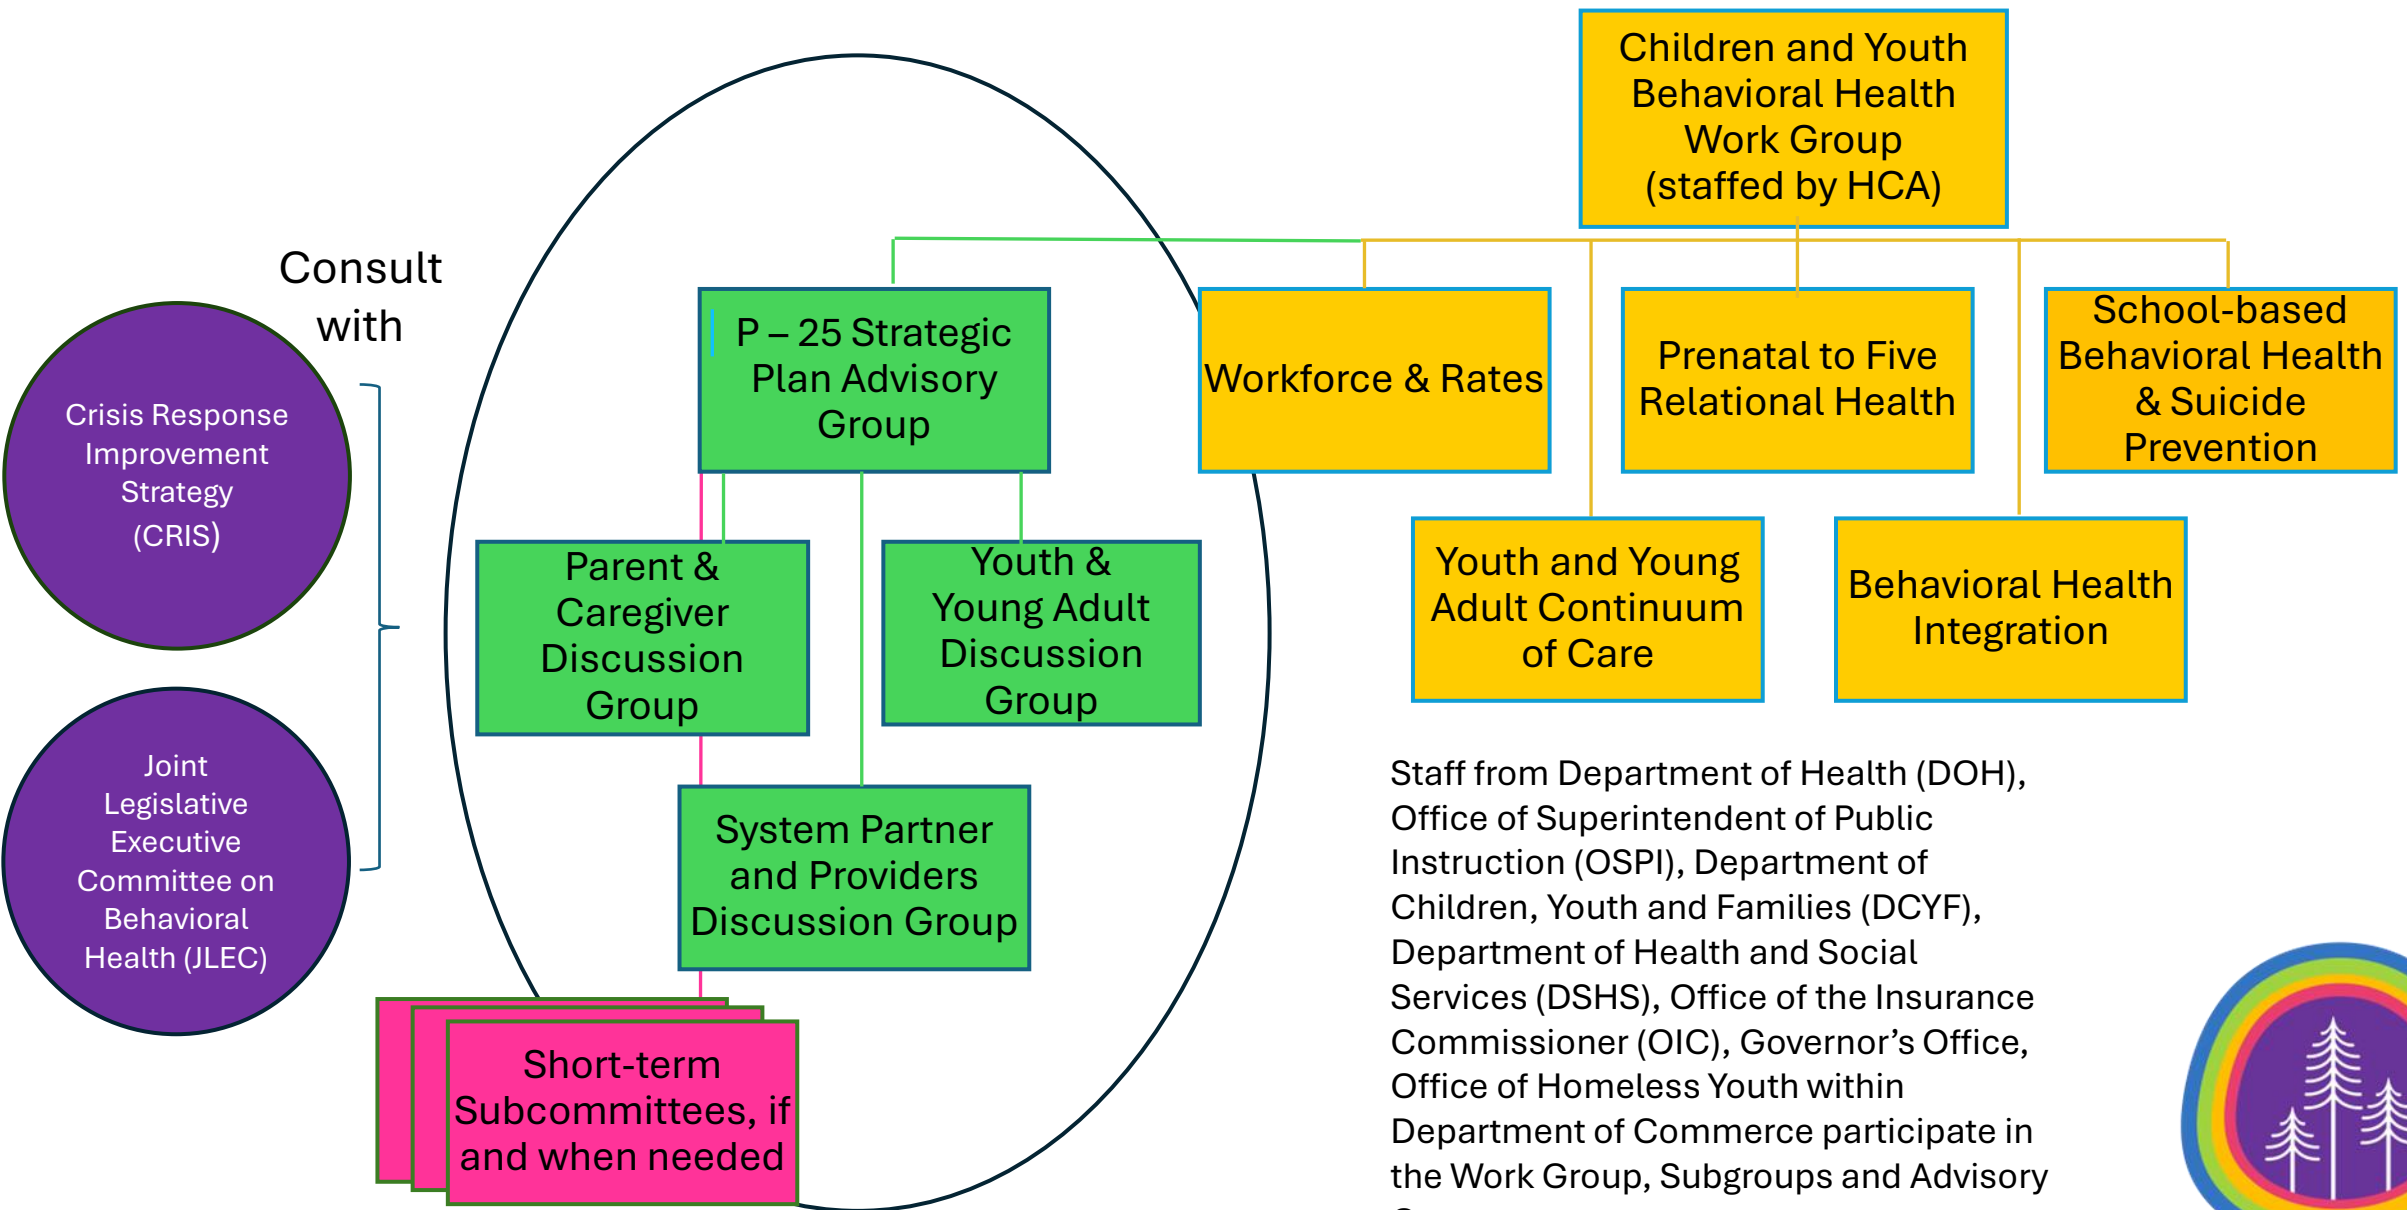 Children and Youth
Behavioral Health
Work Group
(staffed by HCA)
Consult
with
Crisis Response
Improvement
Strategy
(CRIS)
Joint
Legislative
Executive
Committee on
Behavioral
Health (JLEC)
P – 25 Strategic
Plan Advisory
Group
Workforce & Rates
Prenatal to Five
Relational Health
School-based
Behavioral Health
& Suicide
Prevention
Parent &
Caregiver
Discussion
Group
Youth &
Young Adult
Discussion
Group
Youth and Young
Adult Continuum
of Care
Behavioral Health
Integration
System Partner
and Providers
Discussion Group
Short-term
Subcommittees, if
and when needed
Staff from Department of Health (DOH),
Office of Superintendent of Public
Instruction (OSPI), Department of
Children, Youth and Families (DCYF),
Department of Health and Social
Services (DSHS), Office of the Insurance
Commissioner (OIC), Governor’s Office,
Office of Homeless Youth within
Department of Commerce participate in
the Work Group, Subgroups and Advisory